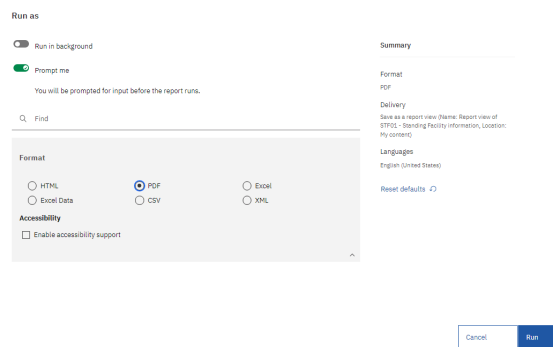 Run as
Run in background
Prompt me
You will be prompted for input before the report runs.
Find
Format
HTML
PDF
Excel
Excel Data
CSV
XML
Accessibility
Enable accessibility support
Summary
Format
PDF
Delivery
Save as a report view (Name: Report view of
STF01 - Standing Facility Information, Location:
My content)
Languages
English (United States)
Reset defaults
Cancel
Run